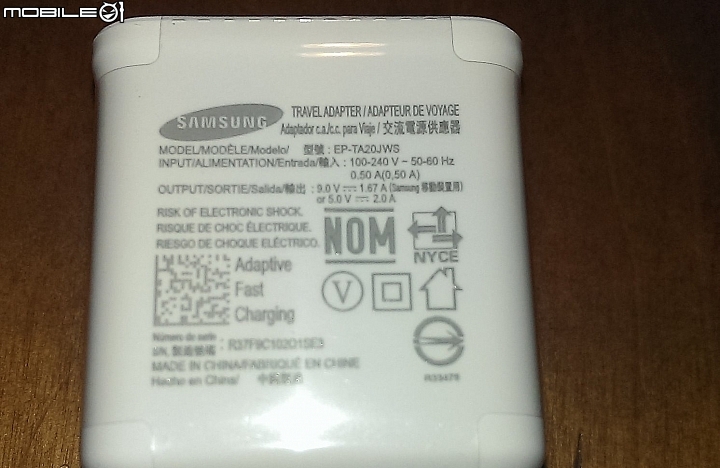 MOBILE01
SAMSUNG
TRAVEL ADAPTER / ADAPTEUR DE VOYAGE
Adaptador c.a./c.c. para Viaje / 交流電源供應器
MODEL/MODÈLE/Modelo/ 型號 : EP-TA20JWS
INPUT/ALIMENTATION/Entrada/輸入 : 100-240 V ~ 50-60 Hz
0.50 A(0,50 A)
OUTPUT/SORTIE/Salida/輸出 : 9.0 V ⎓ 1.67 A (Samsung 移動裝置用)
or 5.0 V ⎓ 2.0 A
RISK OF ELECTRONIC SHOCK.
RISQUE DE CHOC ÉLECTRIQUE.
RIESGO DE CHOQUE ELÉCTRICO.
NOM
NYCE
Adaptive
Fast
Charging
V
Número de serie
S/N, 製造號碼 : R37F9C102O1SE3
MADE IN CHINA/FABRIQUÉ EN CHINE
Hecho en China/ 中國製造
R33475